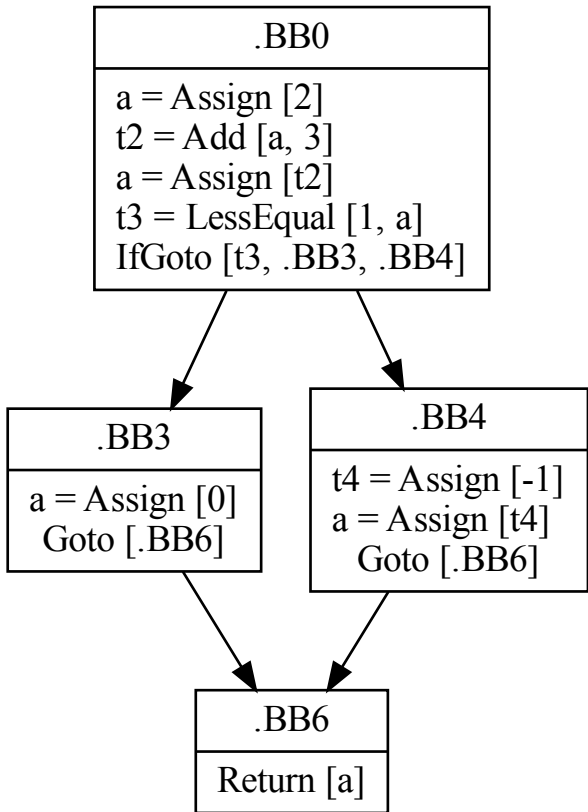 .BB0
a = Assign [2]
t2 = Add [a, 3]
a = Assign [t2]
t3 = LessEqual [1, a]
IfGoto [t3, .BB3, .BB4]
.BB3
a = Assign [0]
Goto [.BB6]
.BB4
t4 = Assign [-1]
a = Assign [t4]
Goto [.BB6]
.BB6
Return [a]